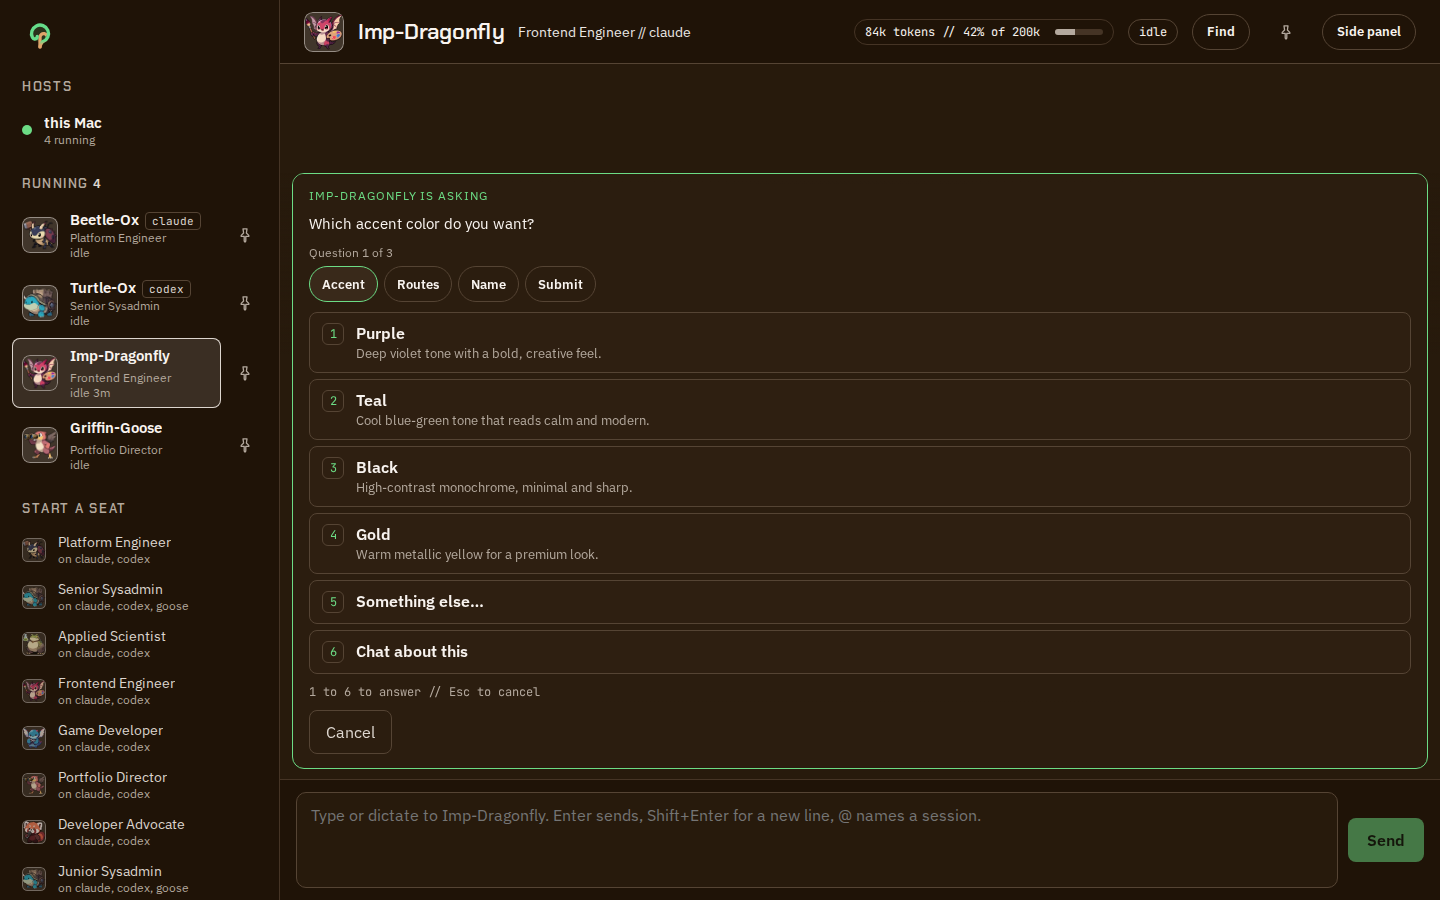 HOSTS
this Mac
4 running
RUNNING 4
Beetle-Ox claude
Platform Engineer
idle
Turtle-Ox codex
Senior Sysadmin
idle
Imp-Dragonfly
Frontend Engineer
idle 3m
Griffin-Goose
Portfolio Director
idle
START A SEAT
Platform Engineer
on claude, codex
Senior Sysadmin
on claude, codex, goose
Applied Scientist
on claude, codex
Frontend Engineer
on claude, codex
Game Developer
on claude, codex
Portfolio Director
on claude, codex
Developer Advocate
on claude, codex
Junior Sysadmin
on claude, codex, goose
Imp-Dragonfly Frontend Engineer // claude
84k tokens // 42% of 200k
idle
Find
Side panel
IMP-DRAGONFLY IS ASKING
Which accent color do you want?
Question 1 of 3
Accent Routes Name Submit
1 Purple
Deep violet tone with a bold, creative feel.
2 Teal
Cool blue-green tone that reads calm and modern.
3 Black
High-contrast monochrome, minimal and sharp.
4 Gold
Warm metallic yellow for a premium look.
5 Something else...
6 Chat about this
1 to 6 to answer // Esc to cancel
Cancel
Type or dictate to Imp-Dragonfly. Enter sends, Shift+Enter for a new line, @ names a session.
Send